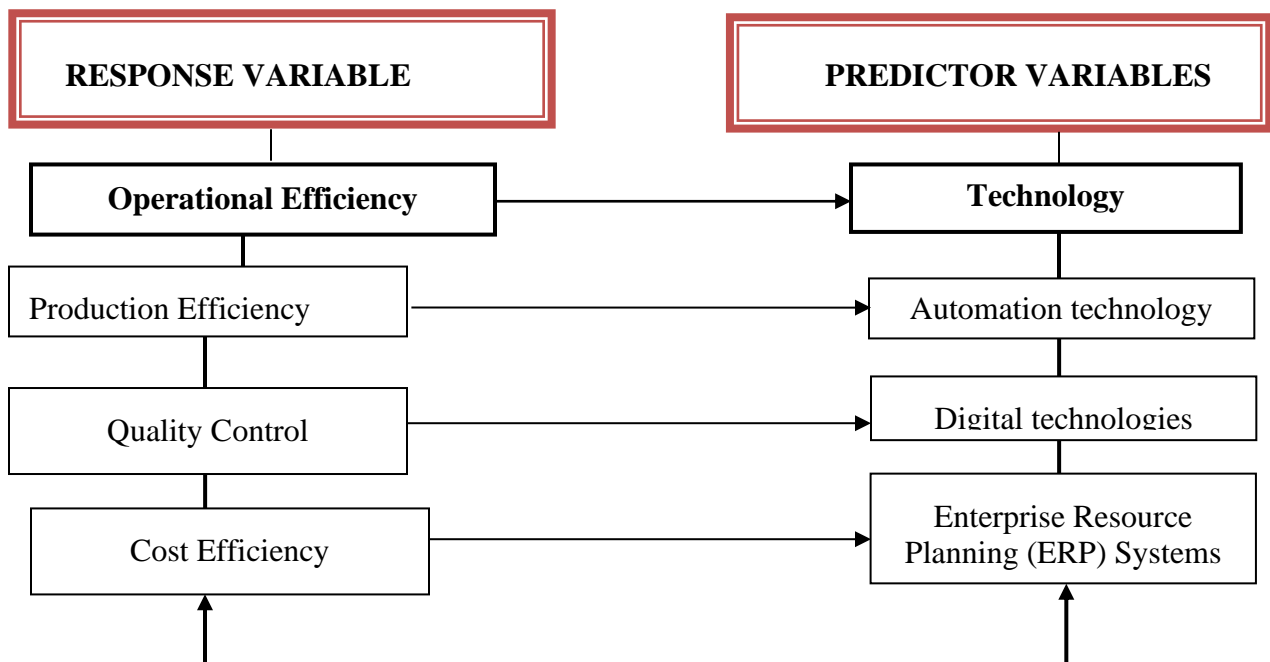 RESPONSE VARIABLE
PREDICTOR VARIABLES
Operational Efficiency
Technology
Production Efficiency
Automation technology
Quality Control
Digital technologies
Cost Efficiency
Enterprise Resource
Planning (ERP) Systems